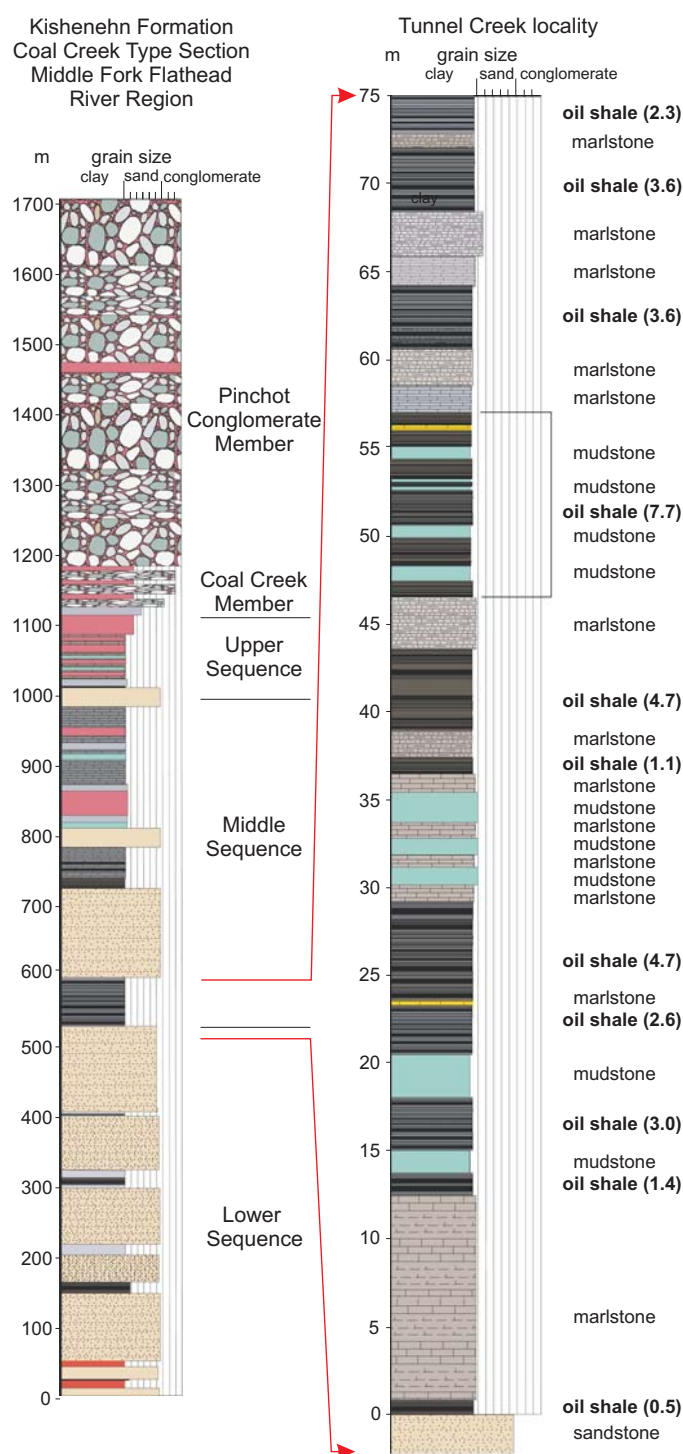 Kishenehn Formation
Coal Creek Type Section
Middle Fork Flathead
River Region
m grain size
clay sand conglomerate
1700
1600
1500
1400
1300
1200
1100
1000
900
800
700
600
500
400
300
200
100
0
Pinchot
Conglomerate
Member
Coal Creek
Member
Upper
Sequence
Middle
Sequence
Lower
Sequence
Tunnel Creek locality
m grain size
clay sand conglomerate
75
70
65
60
55
50
45
40
35
30
25
20
15
10
5
0
clay
oil shale (2.3)
marlstone
oil shale (3.6)
marlstone
marlstone
oil shale (3.6)
marlstone
marlstone
mudstone
mudstone
oil shale (7.7)
mudstone
mudstone
marlstone
oil shale (4.7)
marlstone
oil shale (1.1)
marlstone
mudstone
marlstone
mudstone
marlstone
mudstone
marlstone
oil shale (4.7)
marlstone
oil shale (2.6)
mudstone
oil shale (3.0)
mudstone
oil shale (1.4)
marlstone
oil shale (0.5)
sandstone